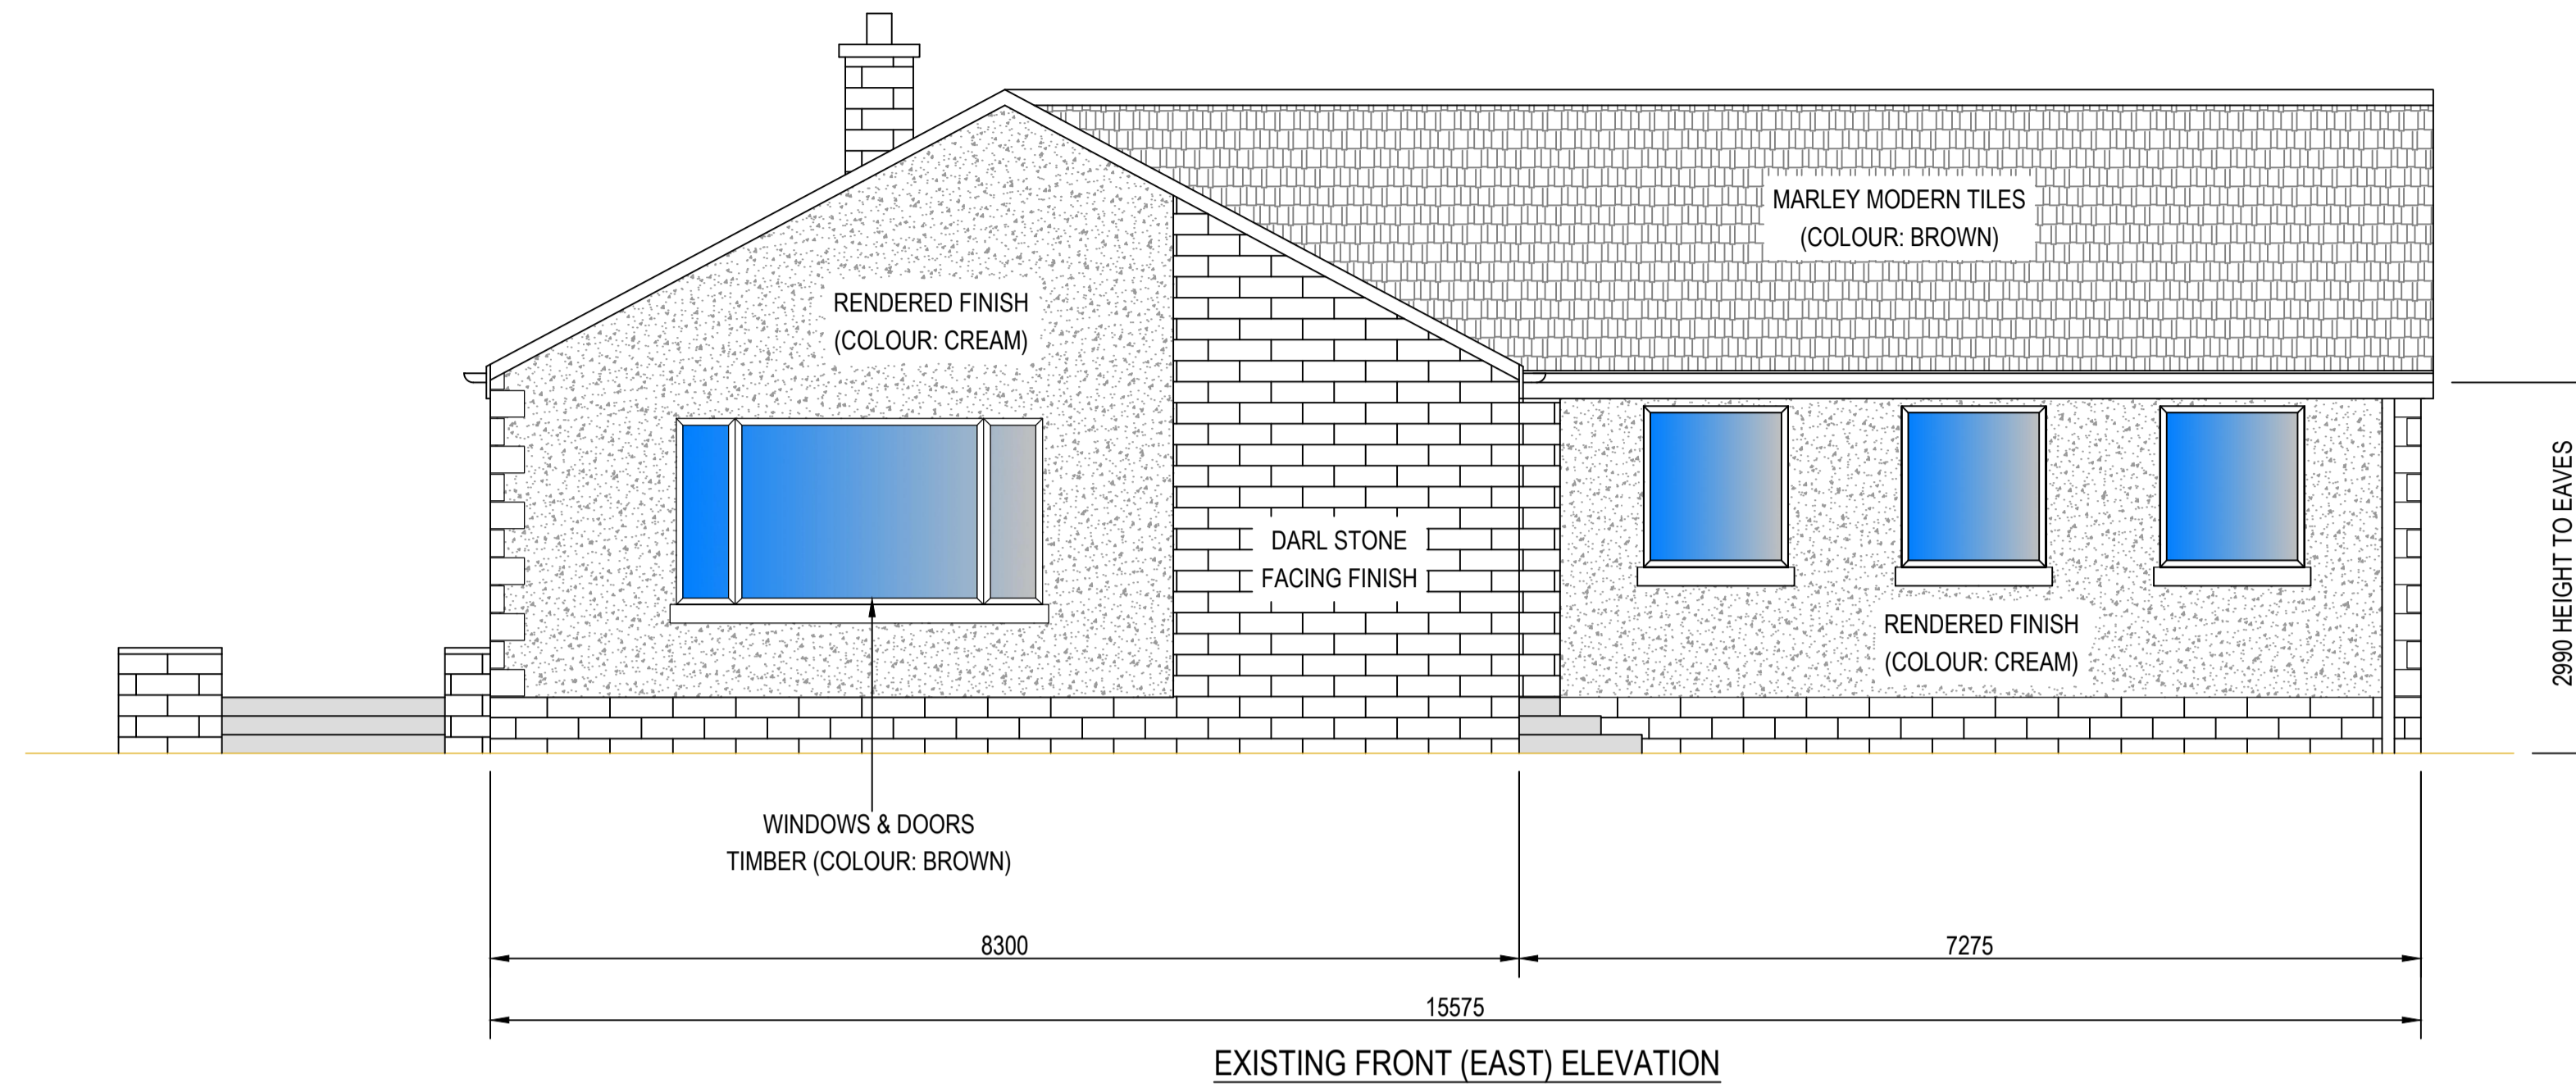 MARLEY MODERN TILES
(COLOUR: BROWN)
RENDERED FINISH
(COLOUR: CREAM)
DARL STONE
FACING FINISH
RENDERED FINISH
(COLOUR: CREAM)
2990 HEIGHT TO EAVES
WINDOWS & DOORS
TIMBER (COLOUR: BROWN)
8300
7275
15575
EXISTING FRONT (EAST) ELEVATION